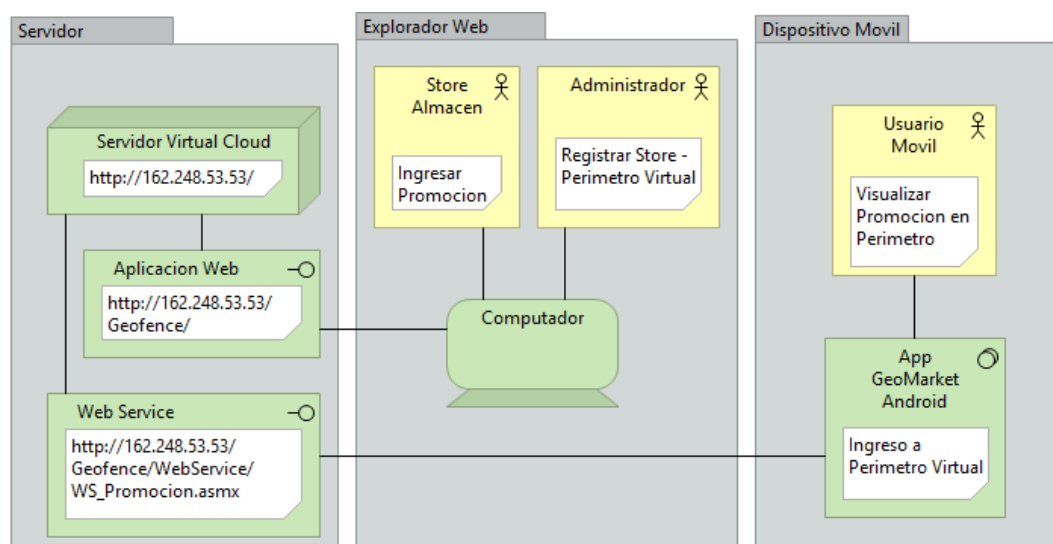 Servidor
Servidor Virtual Cloud
http://162.248.53.53/
Aplicacion Web
http://162.248.53.53/
Geofence/
Web Service
http://162.248.53.53/
Geofence/WebService/
WS_Promocion.asmx
Explorador Web
Store
Almacen
Ingresar
Promocion
Administrador
Registrar Store -
Perimetro Virtual
Computador
Dispositivo Movil
Usuario
Movil
Visualizar
Promocion en
Perimetro
App
GeoMarket
Android
Ingreso a
Perimetro Virtual